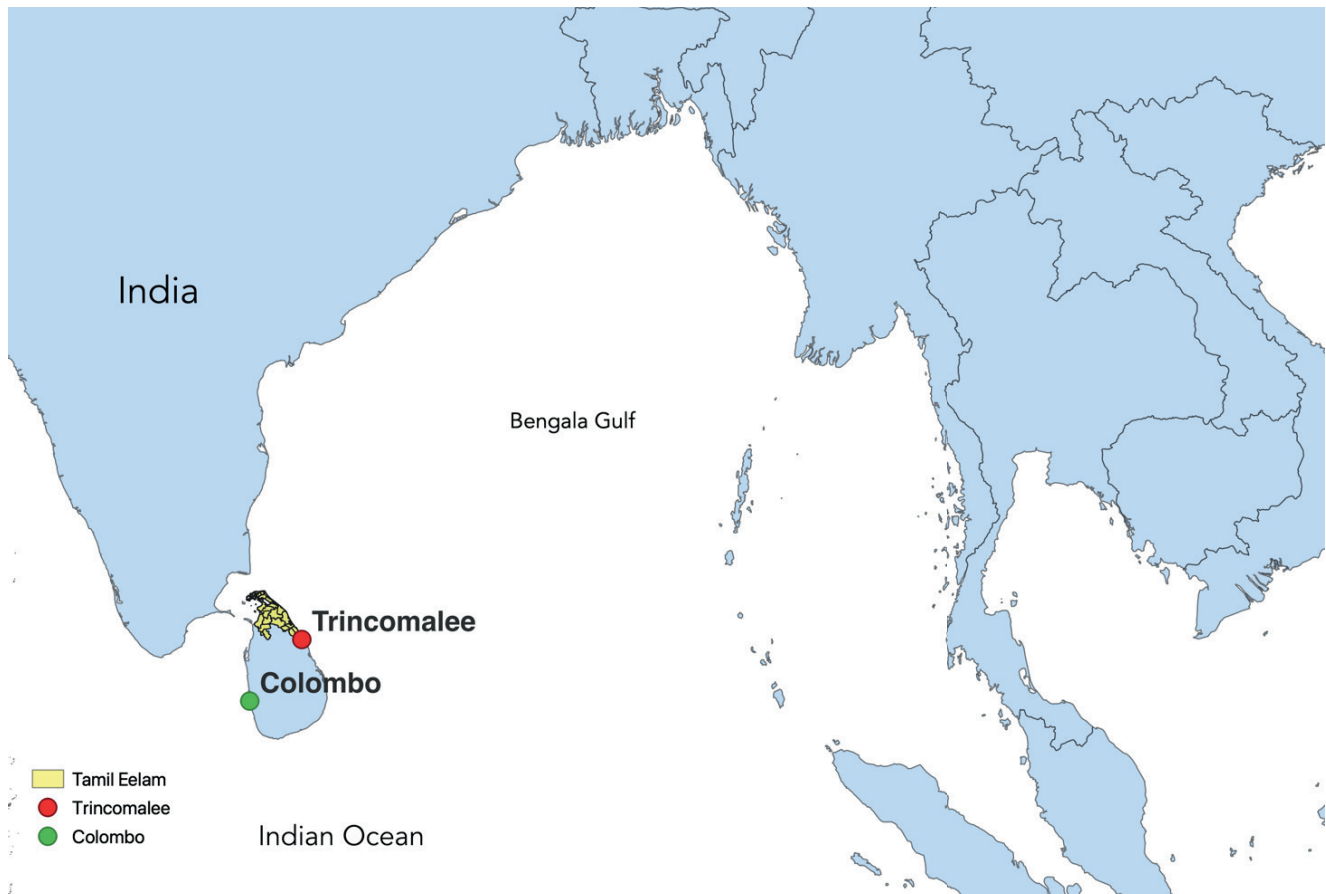 India
Bengala Gulf
Trincomalee
Colombo
Tamil Eelam
Trincomalee
Colombo
Indian Ocean